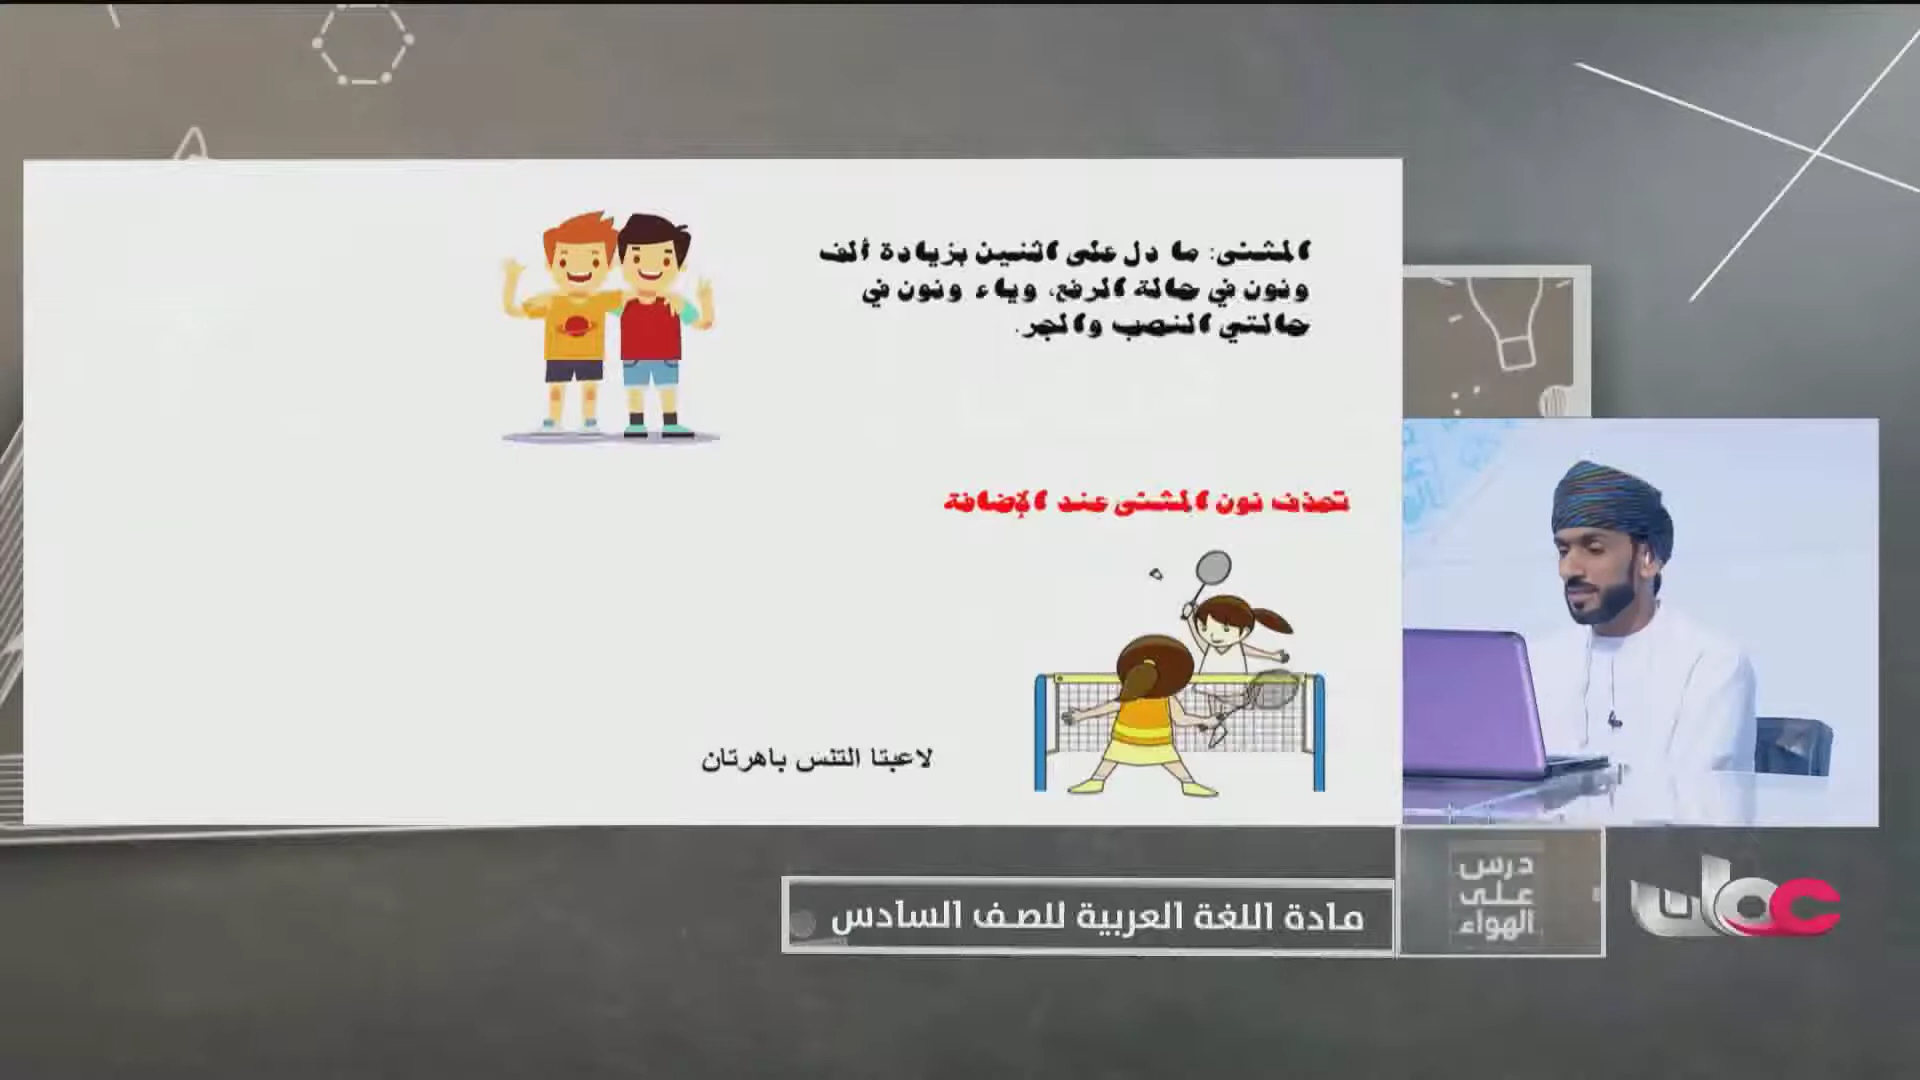 المثنى: ما دل على اثنين بزيادة ألف
ونون في حالة الرفع، وياء ونون في
حالتي النصب والجر.
تحذف نون المثنى عند الإضافة
لاعبتا التنس باهرتان
درس
على
الهواء
مادة اللغة العربية للصف السادس